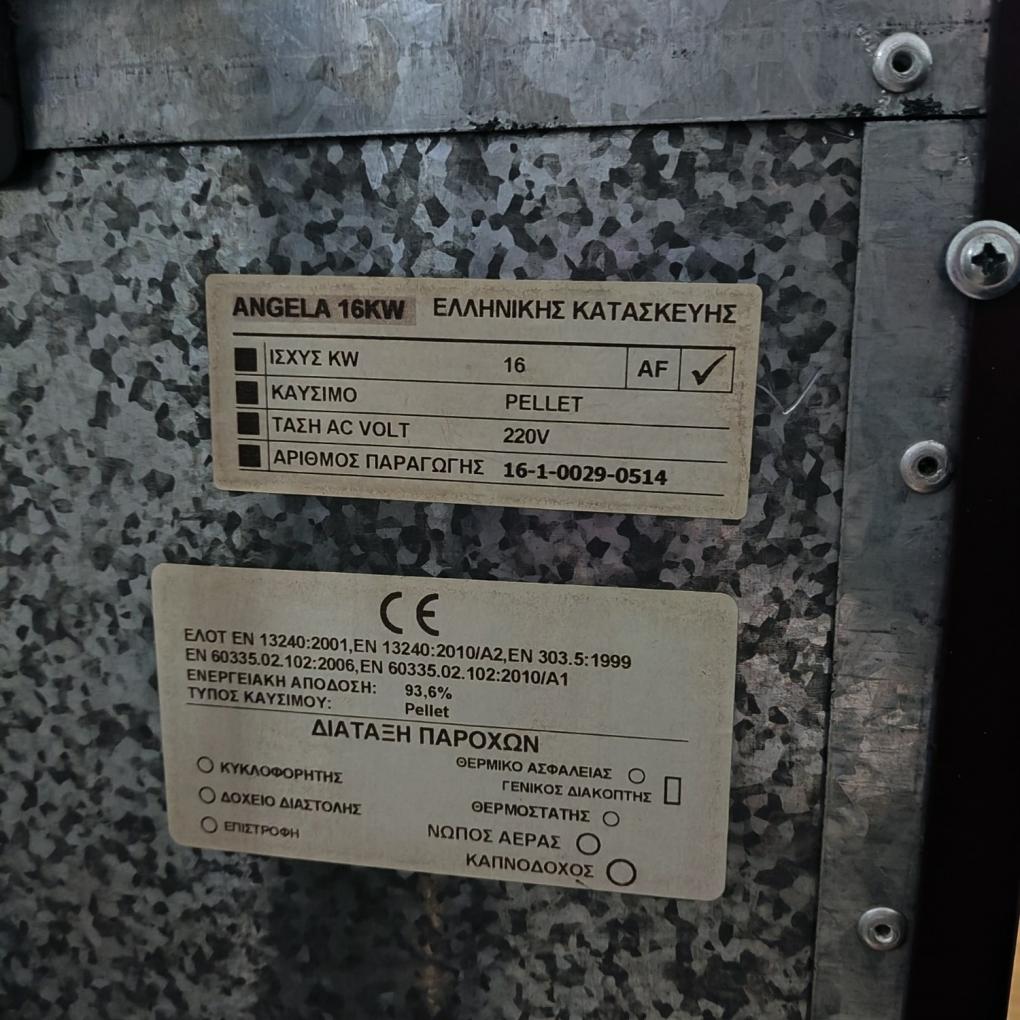 ANGELA 16KW ΕΛΛΗΝΙΚΗΣ ΚΑΤΑΣΚΕΥΗΣ
ΙΣΧΥΣ KW 16 AF ✓
ΚΑΥΣΙΜΟ PELLET
ΤΑΣΗ AC VOLT 220V
ΑΡΙΘΜΟΣ ΠΑΡΑΓΩΓΗΣ 16-1-0029-0514
CE
ΕΛΟΤ EN 13240:2001,EN 13240:2010/A2,EN 303.5:1999
EN 60335.02.102:2006,EN 60335.02.102:2010/A1
ΕΝΕΡΓΕΙΑΚΗ ΑΠΟΔΟΣΗ: 93,6%
ΤΥΠΟΣ ΚΑΥΣΙΜΟΥ: Pellet
ΔΙΑΤΑΞΗ ΠΑΡΟΧΩΝ
ΚΥΚΛΟΦΟΡΗΤΗΣ
ΔΟΧΕΙΟ ΔΙΑΣΤΟΛΗΣ
ΕΠΙΣΤΡΟΦΗ
ΘΕΡΜΙΚΟ ΑΣΦΑΛΕΙΑΣ
ΓΕΝΙΚΟΣ ΔΙΑΚΟΠΤΗΣ
ΘΕΡΜΟΣΤΑΤΗΣ
ΝΩΠΟΣ ΑΕΡΑΣ
ΚΑΠΝΟΔΟΧΟΣ